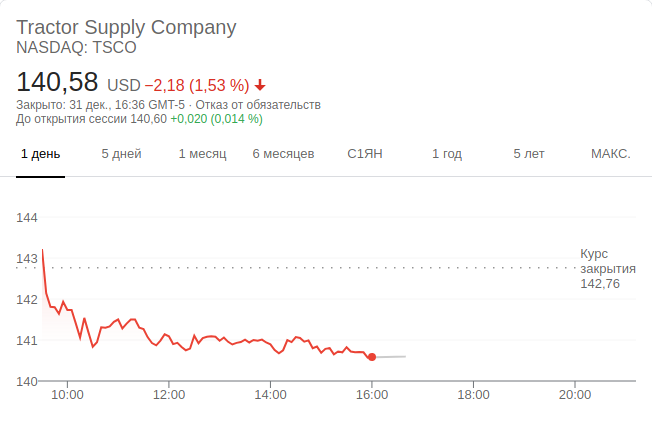 Tractor Supply Company
NASDAQ: TSCO
140,58 USD −2,18 (1,53 %)
Закрыто: 31 дек., 16:36 GMT-5 · Отказ от обязательств
До открытия сессии 140,60 +0,020 (0,014 %)
1 день 5 дней 1 месяц 6 месяцев С1ЯН 1 год 5 лет МАКС.
144
143
142
141
140
Курс
закрытия
142,76
10:00 12:00 14:00 16:00 18:00 20:00